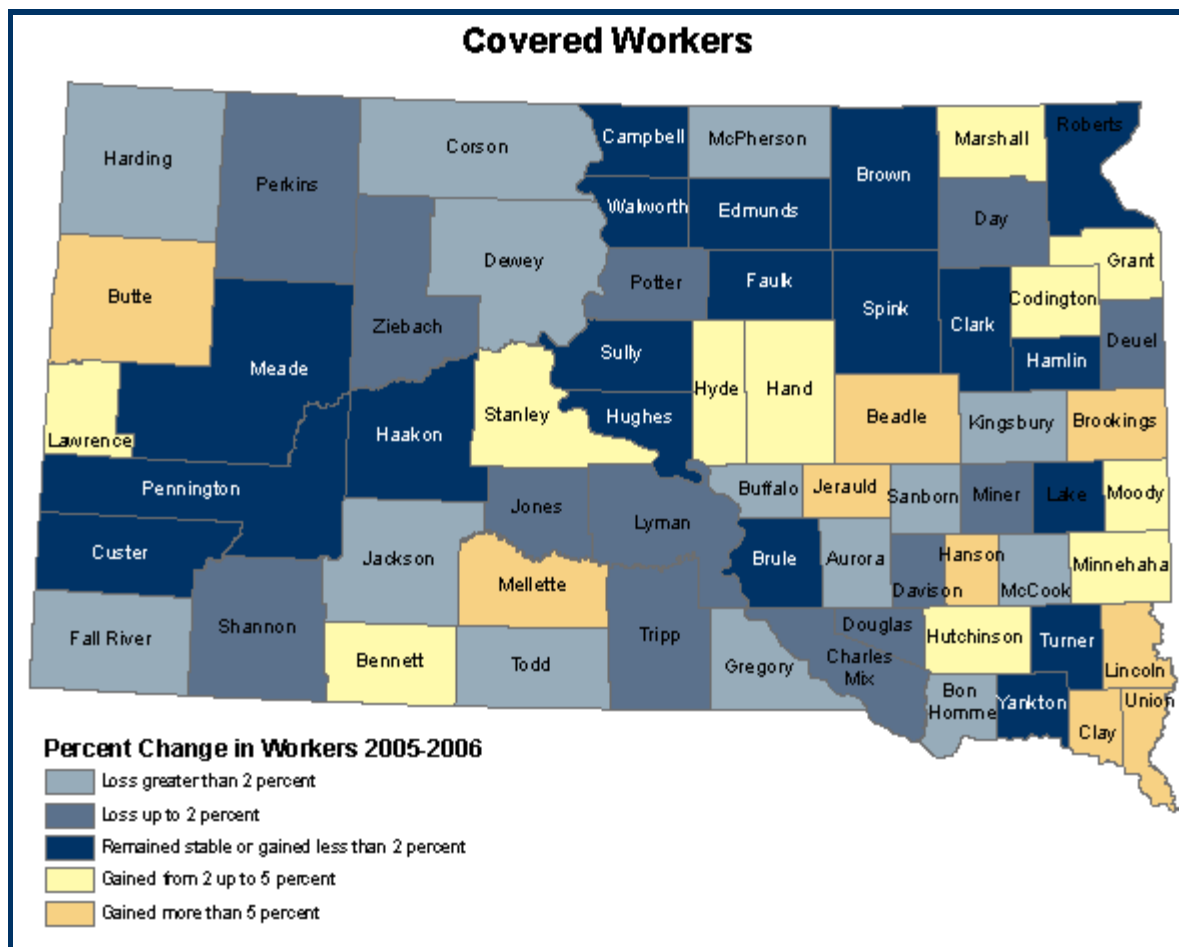 Covered Workers
Campbell
McPherson
Marshall
Roberts
Harding
Corson
Brown
Perkins
Walworth
Edmunds
Day
Dewey
Grant
Butte
Potter
Faulk
Codington
Ziebach
Spink
Clark
Deuel
Meade
Sully
Hamlin
Hyde
Hand
Stanley
Hughes
Beadle
Brookings
Lawrence
Haakon
Kingsbury
Pennington
Buffalo
Jerauld
Sanborn
Miner
Lake
Moody
Jones
Lyman
Custer
Jackson
Brule
Aurora
Hanson
Minnehaha
Mellette
Davison
McCook
Fall River
Shannon
Tripp
Douglas
Hutchinson
Turner
Bennett
Todd
Gregory
Charles
Mix
Lincoln
Bon
Homme
Yankton
Union
Clay
Percent Change in Workers 2005-2006
Loss greater than 2 percent
Loss up to 2 percent
Remained stable or gained less than 2 percent
Gained from 2 up to 5 percent
Gained more than 5 percent